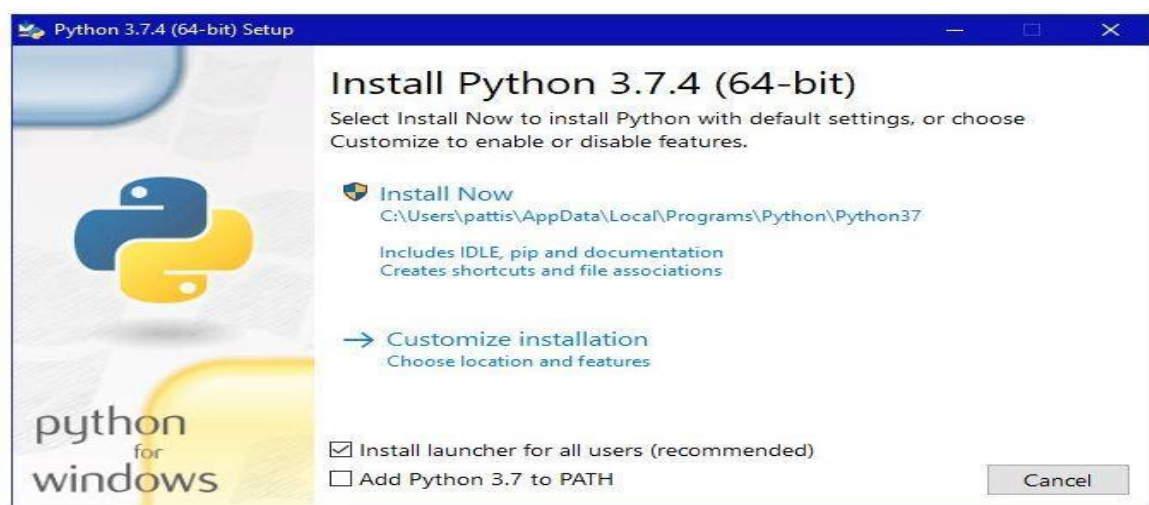 Python 3.7.4 (64-bit) Setup
Install Python 3.7.4 (64-bit)
Select Install Now to install Python with default settings, or choose
Customize to enable or disable features.
Install Now
C:\Users\pattis\AppData\Local\Programs\Python\Python37
Includes IDLE, pip and documentation
Creates shortcuts and file associations
Customize installation
Choose location and features
python
for
windows
Install launcher for all users (recommended)
Add Python 3.7 to PATH
Cancel